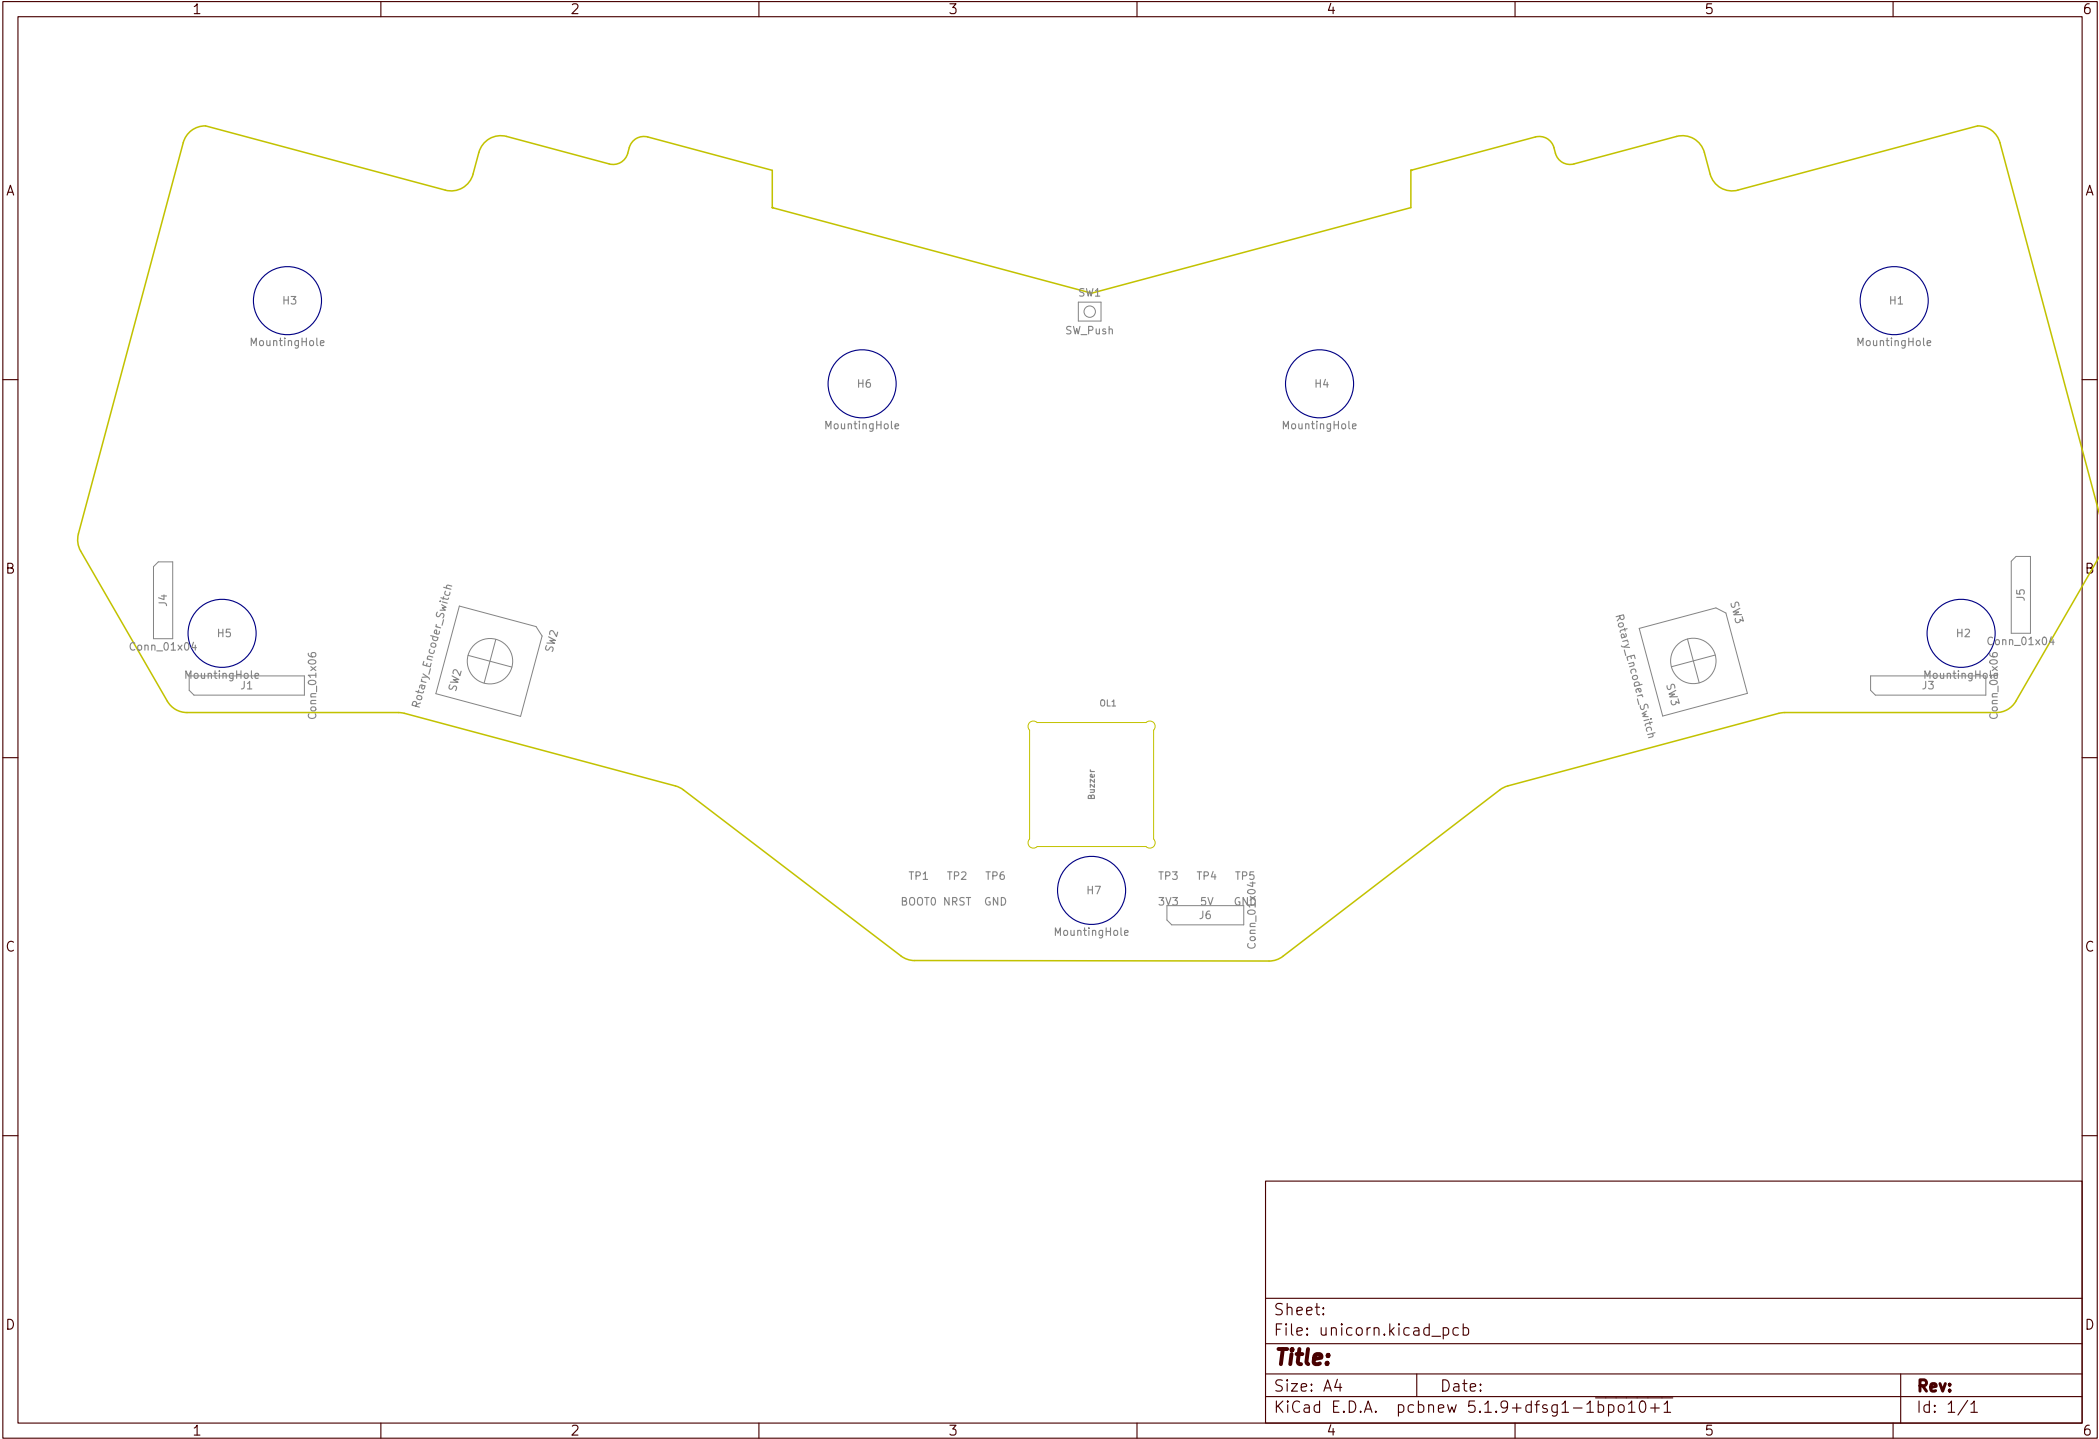 1 2 3 4 5 6
A A
SW1
H3 H1
SW_Push
MountingHole MountingHole
H6 H4
MountingHole MountingHole
B B
J4 J5
Rotary_Encoder_Switch
SW2
SW2
Rotary_Encoder_Switch
SW3
SW3
H5 H2
Conn_01x04 Conn_01x04
MountingHole MountingHole
J1 J3
Conn_01x06 Conn_01x06
OL1
Buzzer
TP1 TP2 TP6 TP3 TP4 TP5
H7
BOOT0 NRST GND 3V3 5V GND
J6
Conn_01x04
MountingHole
C C
Sheet:
File: unicorn.kicad_pcb
D D
Title:
Size: A4 Date: Rev:
KiCad E.D.A. pcbnew 5.1.9+dfsg1-1bpo10+1 Id: 1/1
1 2 3 4 5 6